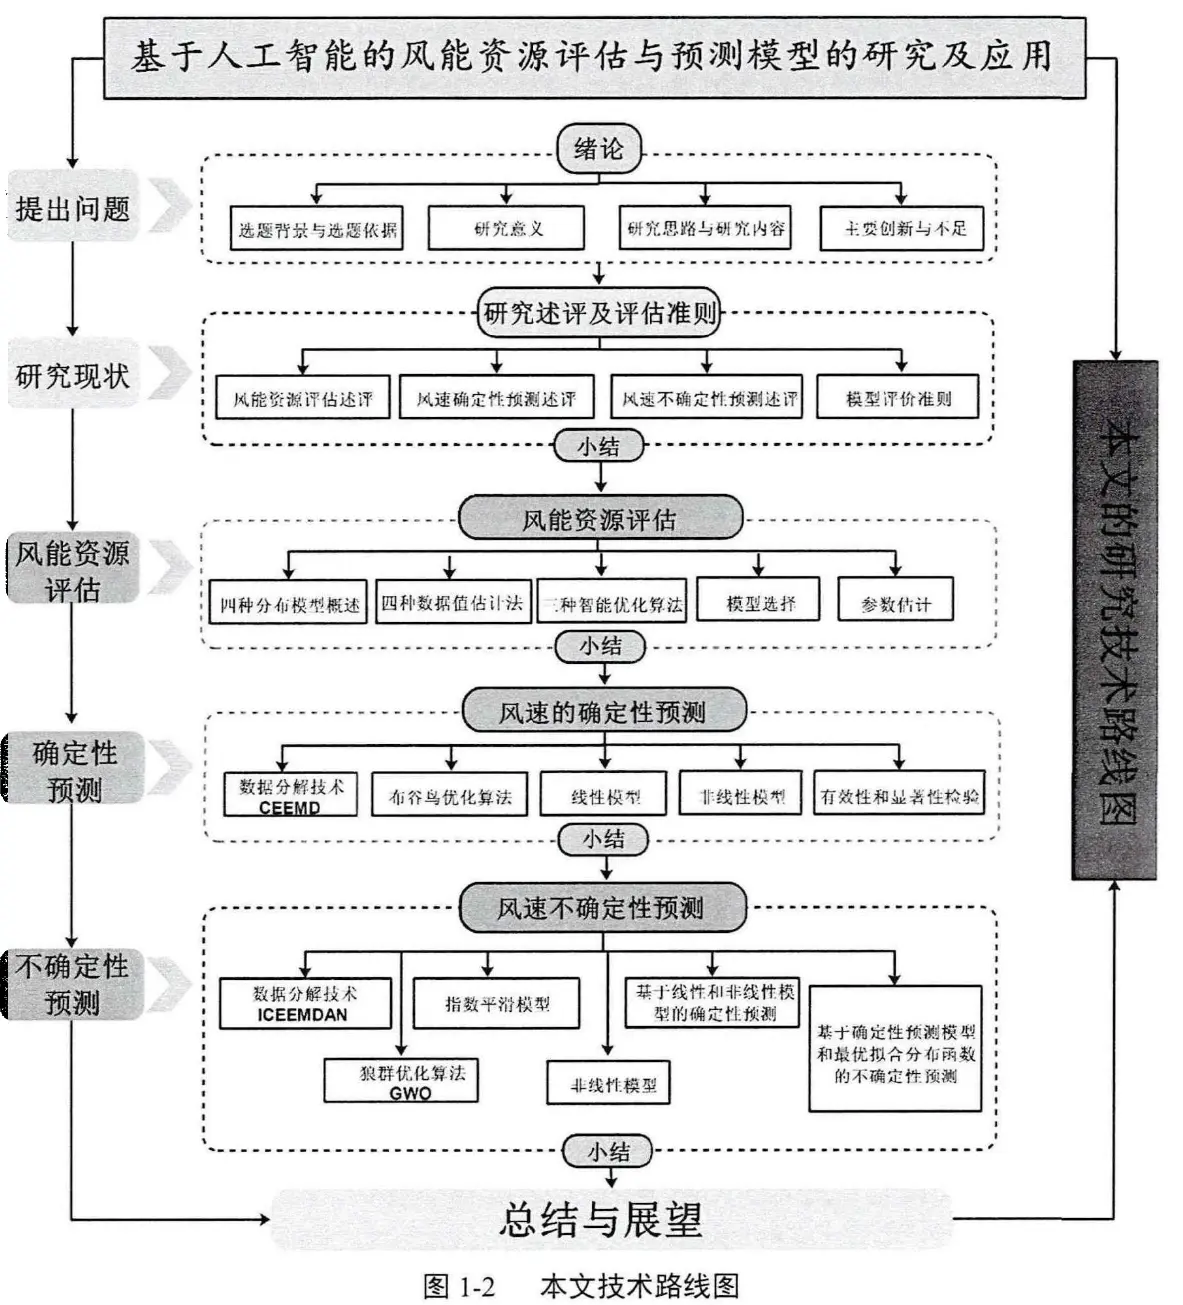 基于人工智能的风能资源评估与预测模型的研究及应用
绪论
提出问题
选题背景与选题依据
研究意义
研究思路与研究内容
主要创新与不足
研究述评及评估准则
研究现状
风能资源评估述评
风速确定性预测述评
风速不确定性预测述评
模型评价准则
小结
风能资源评估
风能资源
评估
四种分布模型概述
四种数据值估计法
三种智能优化算法
模型选择
参数估计
小结
风速的确定性预测
确定性
预测
数据分解技术
CEEMD
布谷鸟优化算法
线性模型
非线性模型
有效性和显著性检验
小结
风速不确定性预测
不确定性
预测
数据分解技术
ICEEMDAN
指数平滑模型
基于线性和非线性模
型的确定性预测
基于确定性预测模型
和最优拟合分布函数
的不确定性预测
狼群优化算法
GWO
非线性模型
小结
总结与展望
本文的研究技术路线图
图 1-2 本文技术路线图